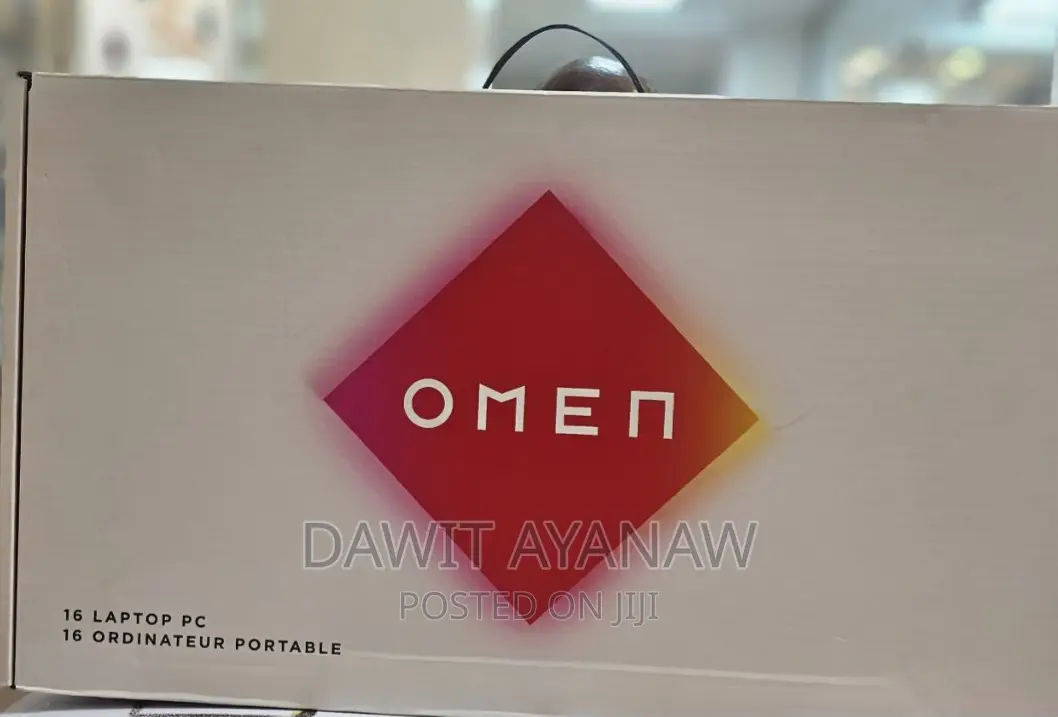 OMEN
DAWIT AYANAW
POSTED ON JIJI
16 LAPTOP PC
16 ORDINATEUR PORTABLE